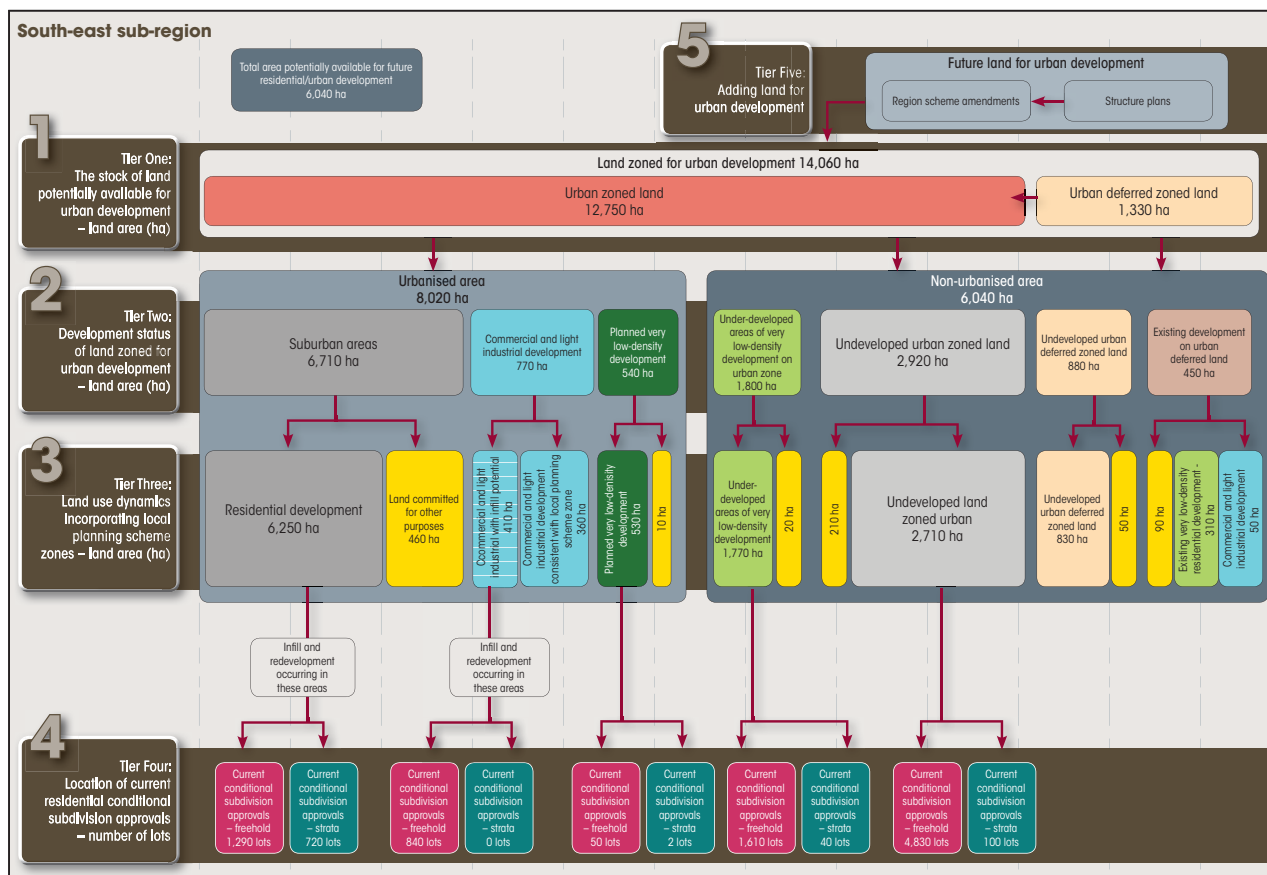 South-east sub-region
Total area potentially available for future
residential/urban development
6,040 ha
5
Tier Five:
Adding land for
urban development
Future land for urban development
Region scheme amendments
Structure plans
1
Tier One:
The stock of land
potentially available for
urban development
– land area (ha)
Land zoned for urban development 14,060 ha
Urban zoned land
12,750 ha
Urban deferred zoned land
1,330 ha
2
Tier Two:
Development status
of land zoned for
urban development
– land area (ha)
Urbanised area
8,020 ha
Suburban areas
6,710 ha
Commercial and light
industrial development
770 ha
Planned very
low-density
development
540 ha
Non-urbanised area
6,040 ha
Under-developed
areas of very
low-density
development on
urban zone
1,800 ha
Undeveloped urban zoned land
2,920 ha
Undeveloped urban
deferred zoned land
880 ha
Existing development
on urban
deferred land
450 ha
3
Tier Three:
Land use dynamics
Incorporating local
planning scheme
zones – land area (ha)
Residential development
6,250 ha
Land committed
for other
purposes
460 ha
Commercial and light
industrial with infill potential
410 ha
Commercial and light
industrial development
consistent with local planning
scheme zone
360 ha
Planned very low-denisity
development
530 ha
10 ha
Under-
developed
areas of very
low-density
development
1,770 ha
20 ha
210 ha
Undeveloped land
zoned urban
2,710 ha
Undeveloped
urban deferred
zoned land
830 ha
50 ha
90 ha
Existing very low-density
residential development -
310 ha
Commercial and light
industrial development
50 ha
Infill and
redevelopment
occurring in
these areas
Infill and
redevelopment
occurring in
these areas
4
Tier Four:
Location of current
residential conditional
subdivision approvals
– number of lots
Current
conditional
subdivision
approvals
– freehold
1,290 lots
Current
conditional
subdivision
approvals
– strata
720 lots
Current
conditional
subdivision
approvals
– freehold
840 lots
Current
conditional
subdivision
approvals
– strata
0 lots
Current
conditional
subdivision
approvals
– freehold
50 lots
Current
conditional
subdivision
approvals
– strata
2 lots
Current
conditional
subdivision
approvals
– freehold
1,610 lots
Current
conditional
subdivision
approvals
– strata
40 lots
Current
conditional
subdivision
approvals
– freehold
4,830 lots
Current
conditional
subdivision
approvals
– strata
100 lots